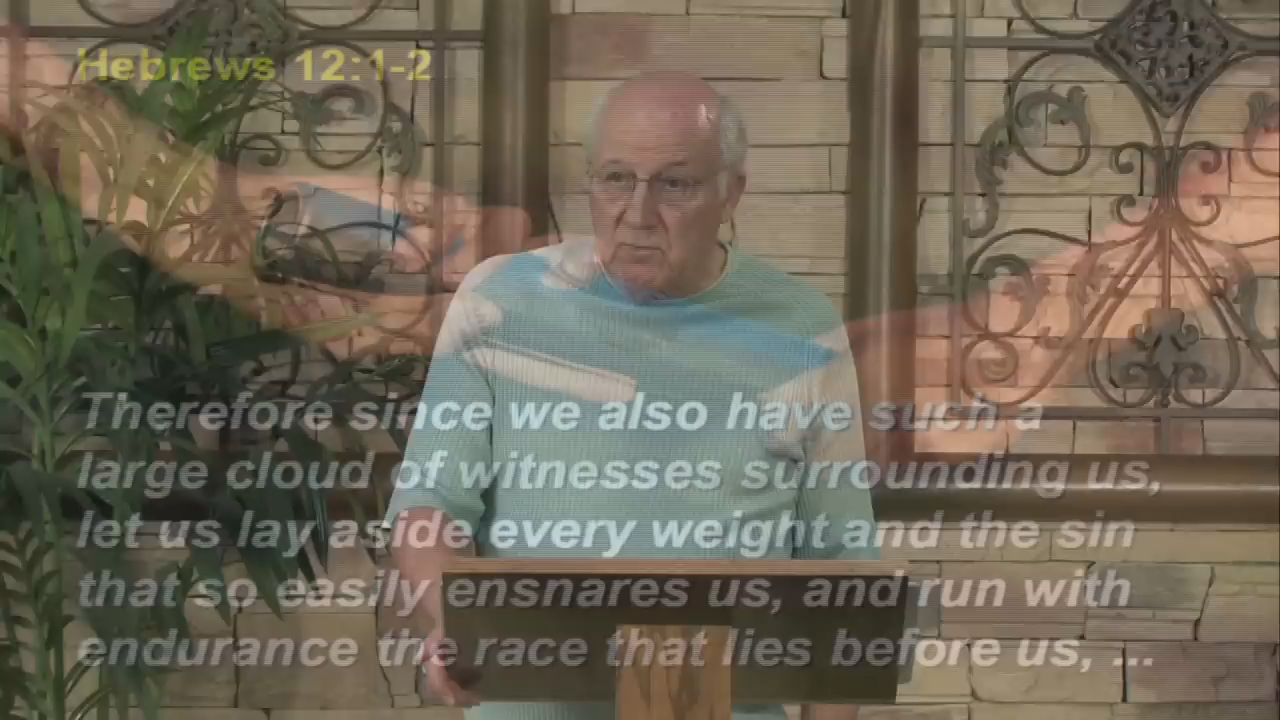 Hebrews 12:1-2
Therefore since we also have such a
large cloud of witnesses surrounding us,
let us lay aside every weight and the sin
that so easily ensnares us, and run with
endurance the race that lies before us, ...